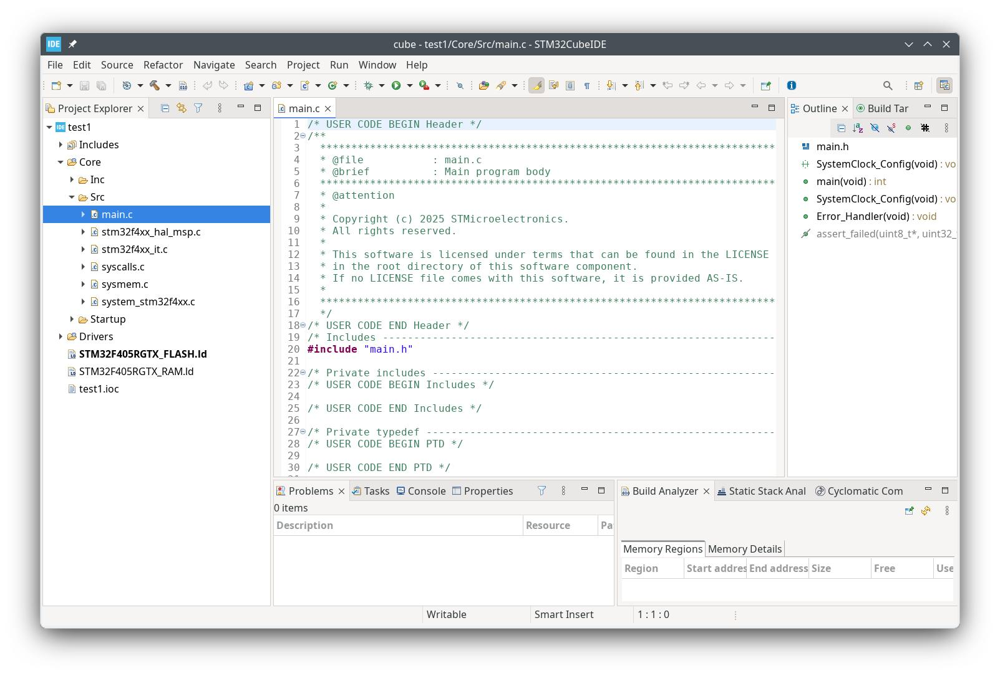 IDE cube - test1/Core/Src/main.c - STM32CubeIDE
File Edit Source Refactor Navigate Search Project Run Window Help
Project Explorer
IDE test1
Includes
Core
Inc
Src
main.c
stm32f4xx_hal_msp.c
stm32f4xx_it.c
syscalls.c
sysmem.c
system_stm32f4xx.c
Startup
Drivers
STM32F405RGTX_FLASH.ld
STM32F405RGTX_RAM.ld
test1.ioc
main.c
1 /* USER CODE BEGIN Header */
2 /**
3 *************************************************************************
4 * @file : main.c
5 * @brief : Main program body
6 *************************************************************************
7 * @attention
8 *
9 * Copyright (c) 2025 STMicroelectronics.
10 * All rights reserved.
11 *
12 * This software is licensed under terms that can be found in the LICENSE
13 * in the root directory of this software component.
14 * If no LICENSE file comes with this software, it is provided AS-IS.
15 *
16 *************************************************************************
17 */
18 /* USER CODE END Header */
19 /* Includes ---------------------------------------------------------------
20 #include "main.h"
21
22 /* Private includes -------------------------------------------------------
23 /* USER CODE BEGIN Includes */
24
25 /* USER CODE END Includes */
26
27 /* Private typedef --------------------------------------------------------
28 /* USER CODE BEGIN PTD */
29
30 /* USER CODE END PTD */
Outline Build Tar
main.h
SystemClock_Config(void) : vo
main(void) : int
SystemClock_Config(void) : vo
Error_Handler(void) : void
assert_failed(uint8_t*, uint32_
Problems Tasks Console Properties
0 items
Description Resource Pa
Build Analyzer Static Stack Anal Cyclomatic Com
Memory Regions Memory Details
Region Start addres End address Size Free Use
Writable Smart Insert 1 : 1 : 0